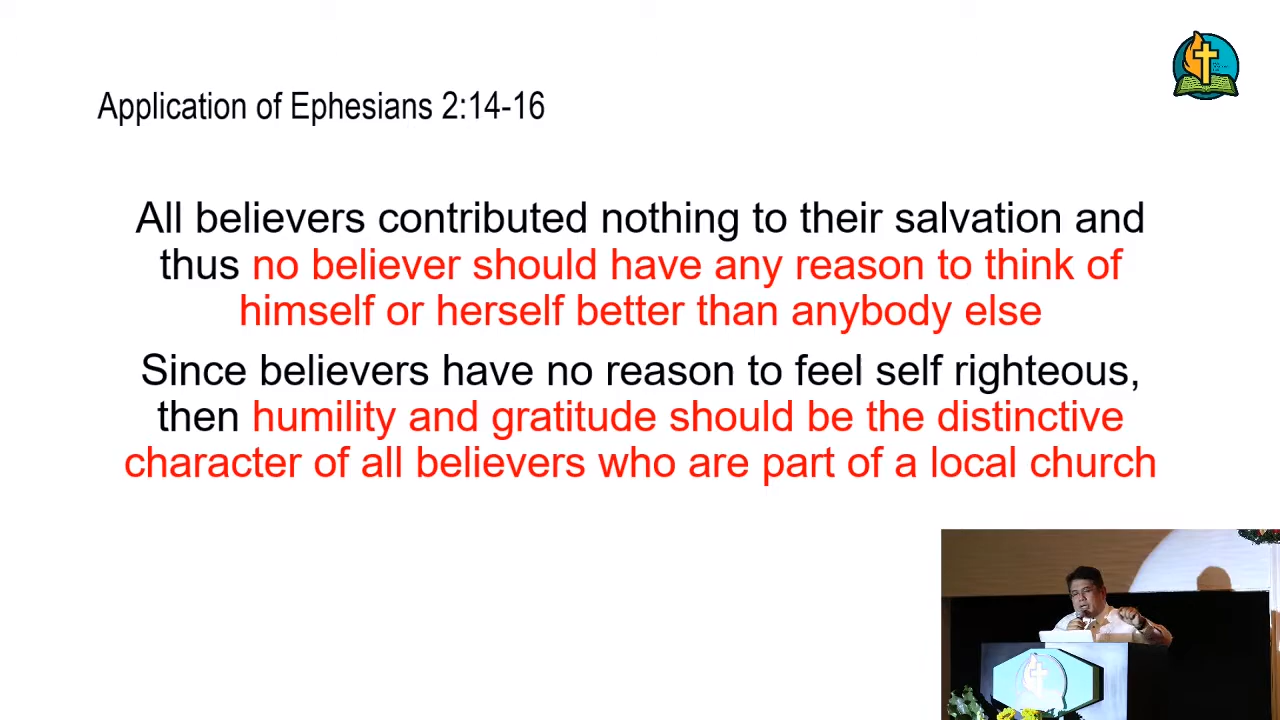 Application of Ephesians 2:14-16
All believers contributed nothing to their salvation and
thus no believer should have any reason to think of
himself or herself better than anybody else
Since believers have no reason to feel self righteous,
then humility and gratitude should be the distinctive
character of all believers who are part of a local church